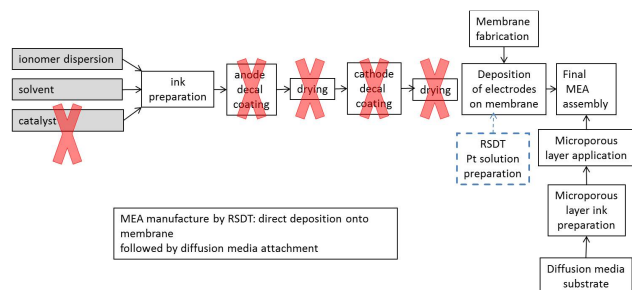 Membrane
fabrication
ionomer dispersion
solvent
catalyst
ink
preparation
anode
decal
coating
drying
cathode
decal
coating
drying
Deposition
of electrodes
on membrane
Final
MEA
assembly
RSDT
Pt solution
preparation
Microporous
layer application
Microporous
layer ink
preparation
Diffusion media
substrate
MEA manufacture by RSDT: direct deposition onto
membrane
followed by diffusion media attachment